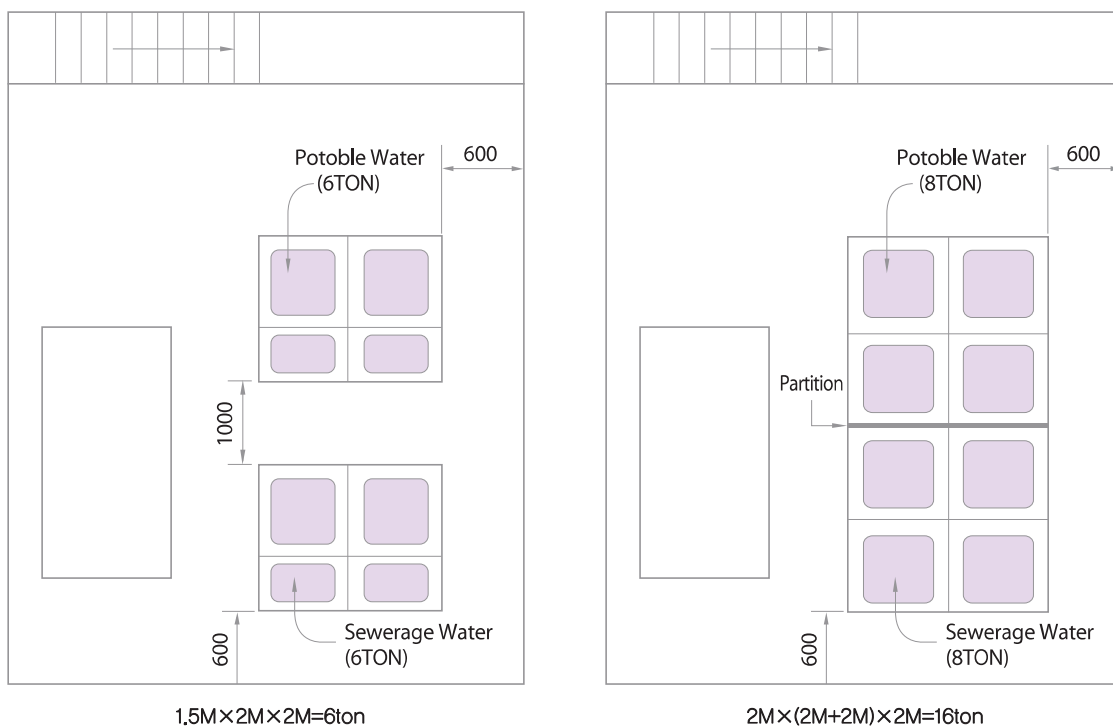 600
Potoble Water
(6TON)
1000
600
Sewerage Water
(6TON)
1.5M×2M×2M=6ton
600
Potoble Water
(8TON)
Partition
600
Sewerage Water
(8TON)
2M×(2M+2M)×2M=16ton